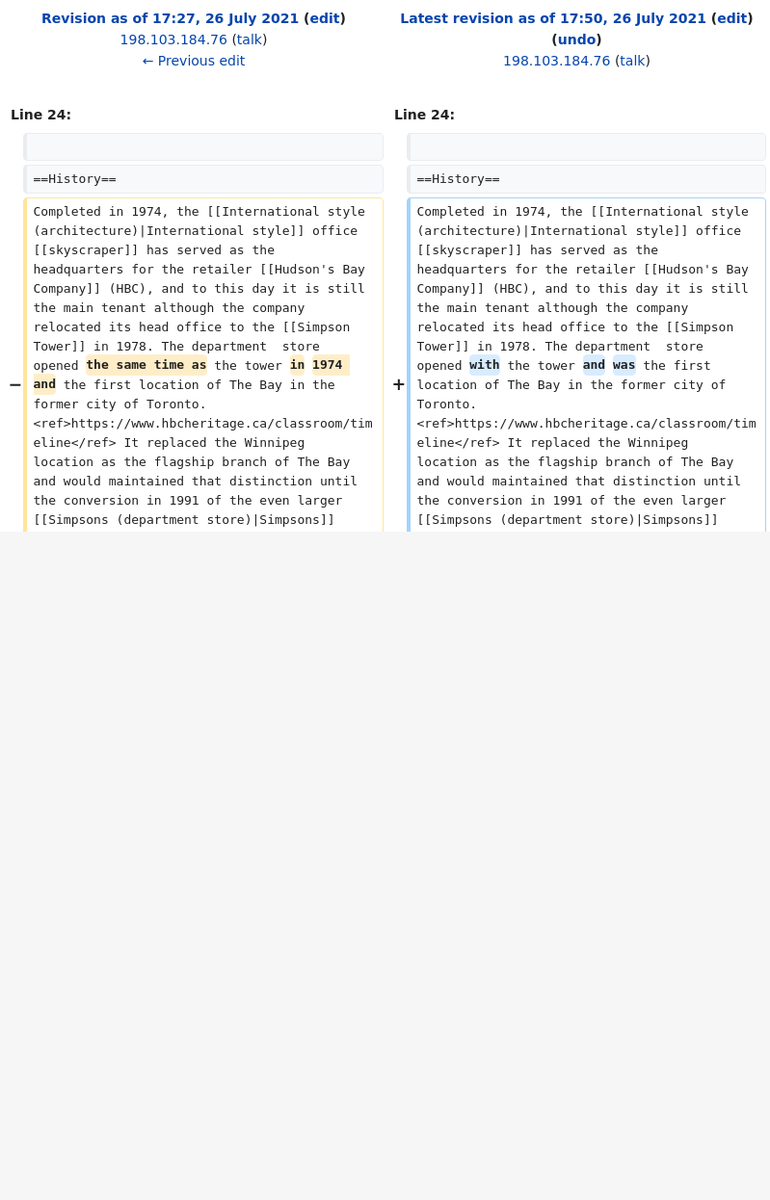 Revision as of 17:27, 26 July 2021 (edit)
198.103.184.76 (talk)
← Previous edit
Latest revision as of 17:50, 26 July 2021 (edit)
(undo)
198.103.184.76 (talk)
Line 24:
Line 24:
==History==
==History==
−
Completed in 1974, the [[International style
(architecture)|International style]] office
[[skyscraper]] has served as the
headquarters for the retailer [[Hudson's Bay
Company]] (HBC), and to this day it is still
the main tenant although the company
relocated its head office to the [[Simpson
Tower]] in 1978. The department  store
opened the same time as the tower in 1974
and the first location of The Bay in the
former city of Toronto.
<ref>https://www.hbcheritage.ca/classroom/tim
eline</ref> It replaced the Winnipeg
location as the flagship branch of The Bay
and would maintained that distinction until
the conversion in 1991 of the even larger
[[Simpsons (department store)|Simpsons]]
+
Completed in 1974, the [[International style
(architecture)|International style]] office
[[skyscraper]] has served as the
headquarters for the retailer [[Hudson's Bay
Company]] (HBC), and to this day it is still
the main tenant although the company
relocated its head office to the [[Simpson
Tower]] in 1978. The department  store
opened with the tower and was the first
location of The Bay in the former city of
Toronto.
<ref>https://www.hbcheritage.ca/classroom/tim
eline</ref> It replaced the Winnipeg
location as the flagship branch of The Bay
and would maintained that distinction until
the conversion in 1991 of the even larger
[[Simpsons (department store)|Simpsons]]